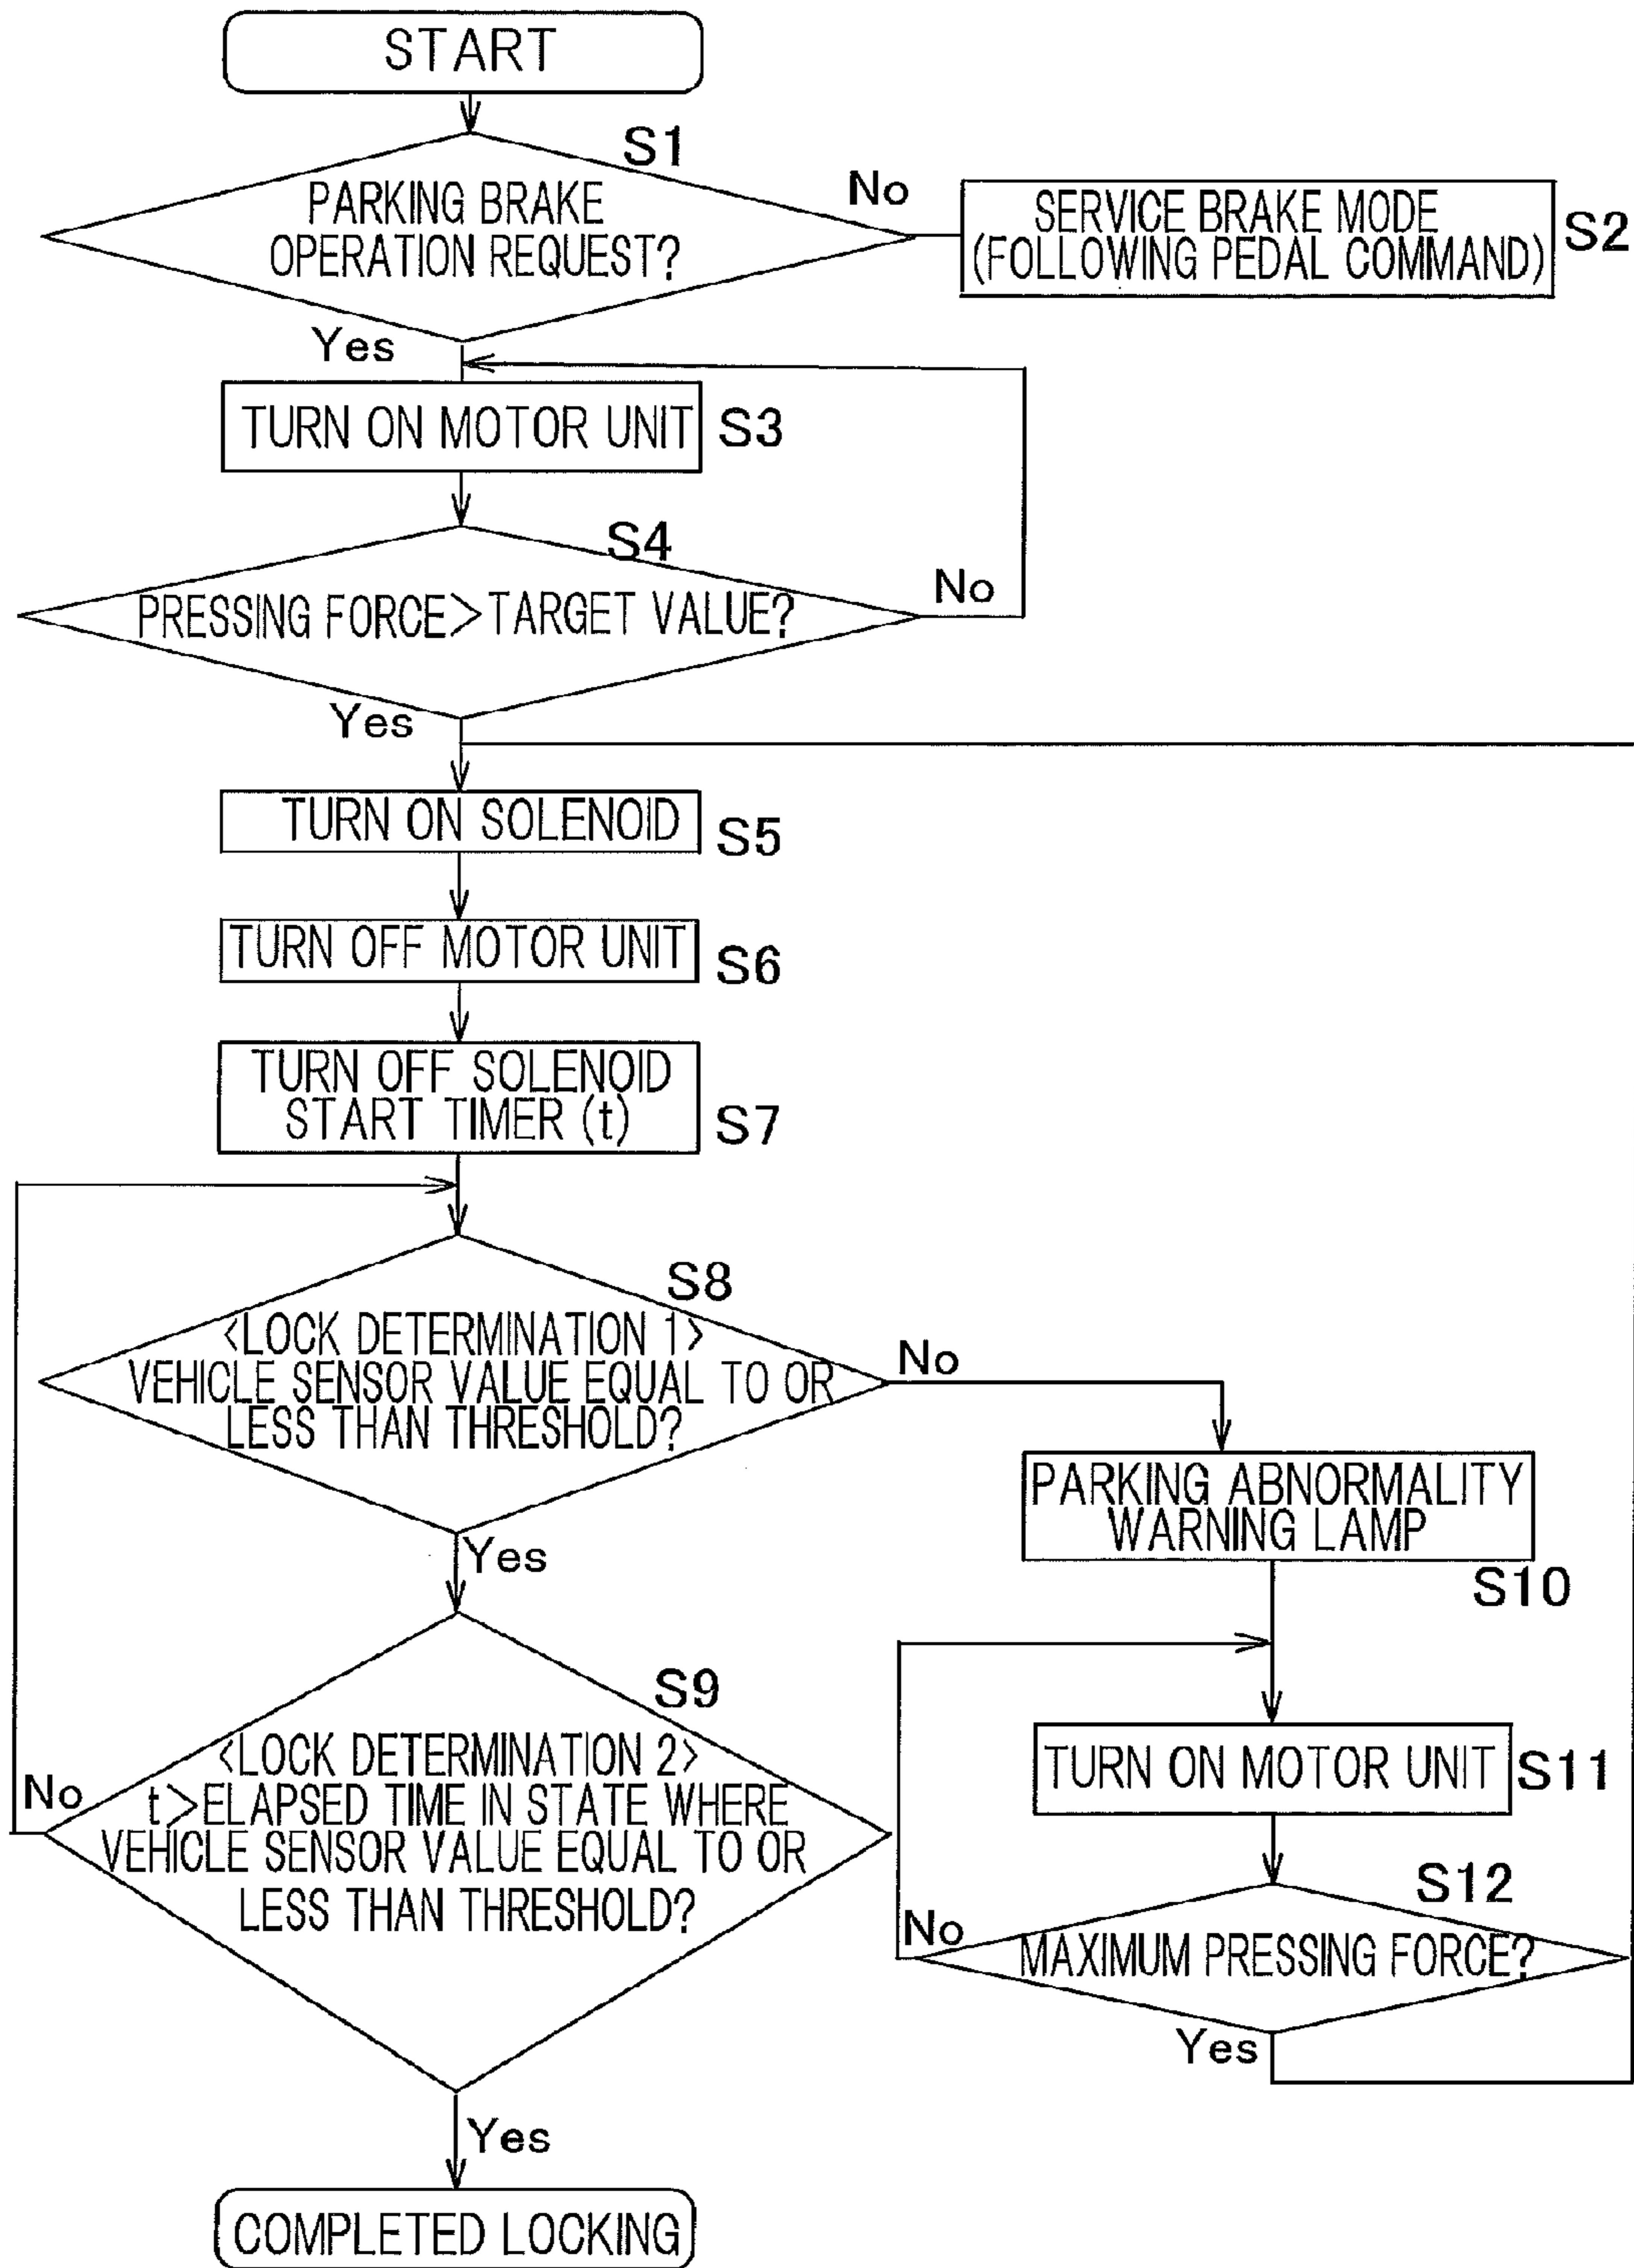 START
S1
PARKING BRAKE
OPERATION REQUEST?
No
SERVICE BRAKE MODE
(FOLLOWING PEDAL COMMAND)
S2
Yes
TURN ON MOTOR UNIT
S3
S4
PRESSING FORCE>TARGET VALUE?
No
Yes
TURN ON SOLENOID
S5
TURN OFF MOTOR UNIT
S6
TURN OFF SOLENOID
START TIMER (t)
S7
S8
<LOCK DETERMINATION 1>
VEHICLE SENSOR VALUE EQUAL TO OR
LESS THAN THRESHOLD?
No
Yes
PARKING ABNORMALITY
WARNING LAMP
S10
S9
<LOCK DETERMINATION 2>
t>ELAPSED TIME IN STATE WHERE
VEHICLE SENSOR VALUE EQUAL TO OR
LESS THAN THRESHOLD?
No
TURN ON MOTOR UNIT
S11
S12
MAXIMUM PRESSING FORCE?
No
Yes
Yes
COMPLETED LOCKING